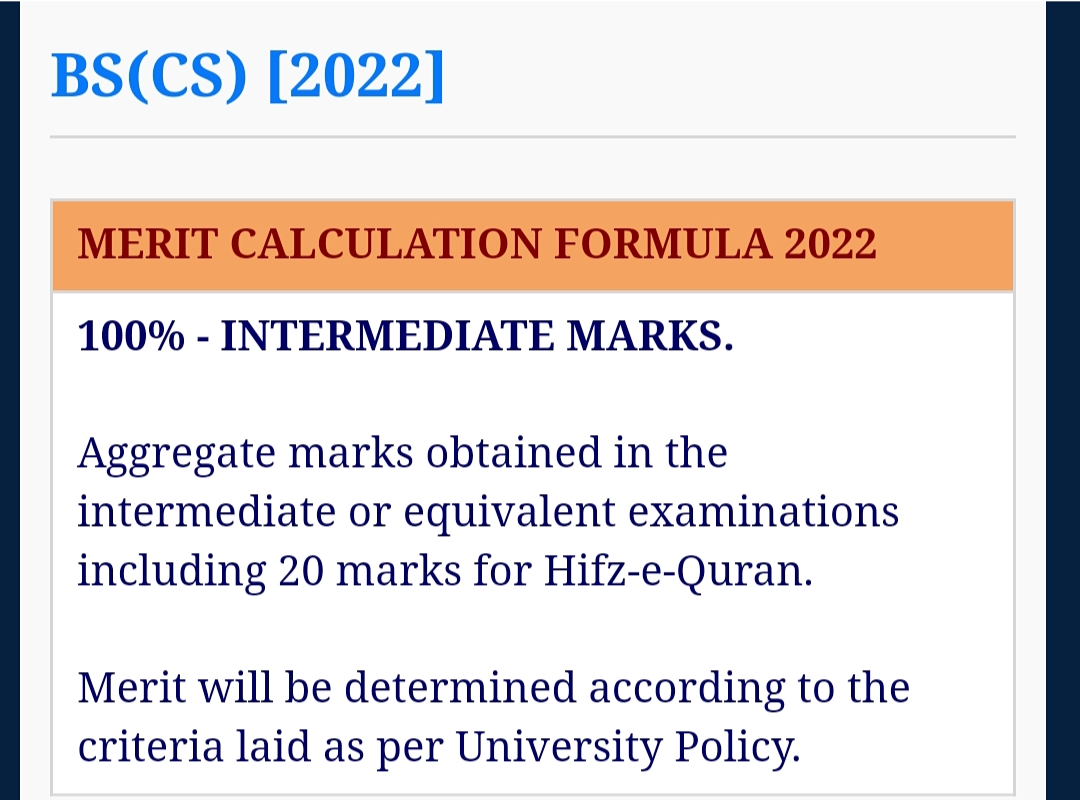 BS(CS) [2022]
MERIT CALCULATION FORMULA 2022
100% - INTERMEDIATE MARKS.
Aggregate marks obtained in the
intermediate or equivalent examinations
including 20 marks for Hifz-e-Quran.
Merit will be determined according to the
criteria laid as per University Policy.